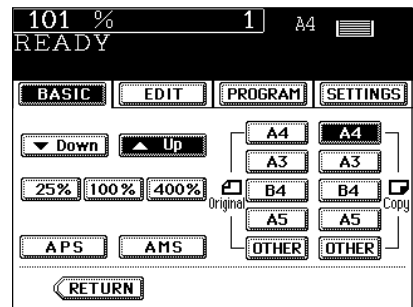 101 % 1 A4
READY
BASIC EDIT PROGRAM SETTINGS
Down Up
A4 A4
A3 A3
25% 100% 400%
Original B4 B4 Copy
A5 A5
APS AMS OTHER OTHER
RETURN